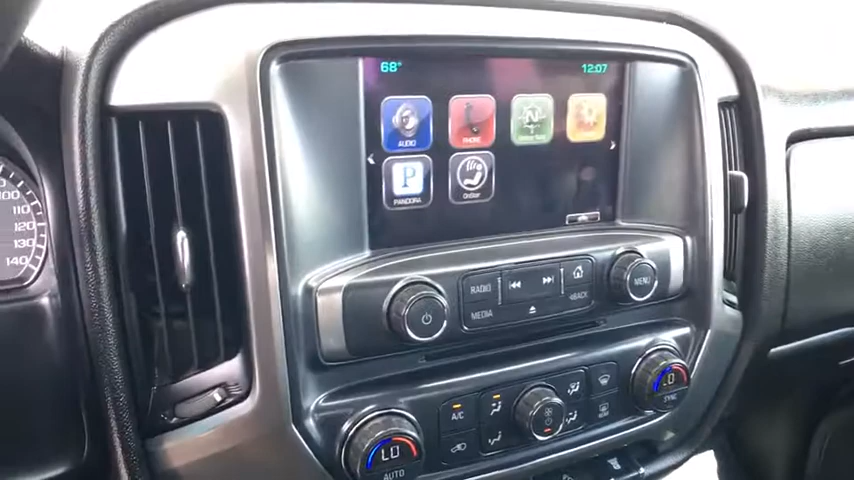 68°
12:07
AUDIO
PHONE
PANDORA
OnStar
RADIO
MEDIA
BACK
MENU
100
110
120
130
140
A/C
LO
AUTO
LO
SYNC